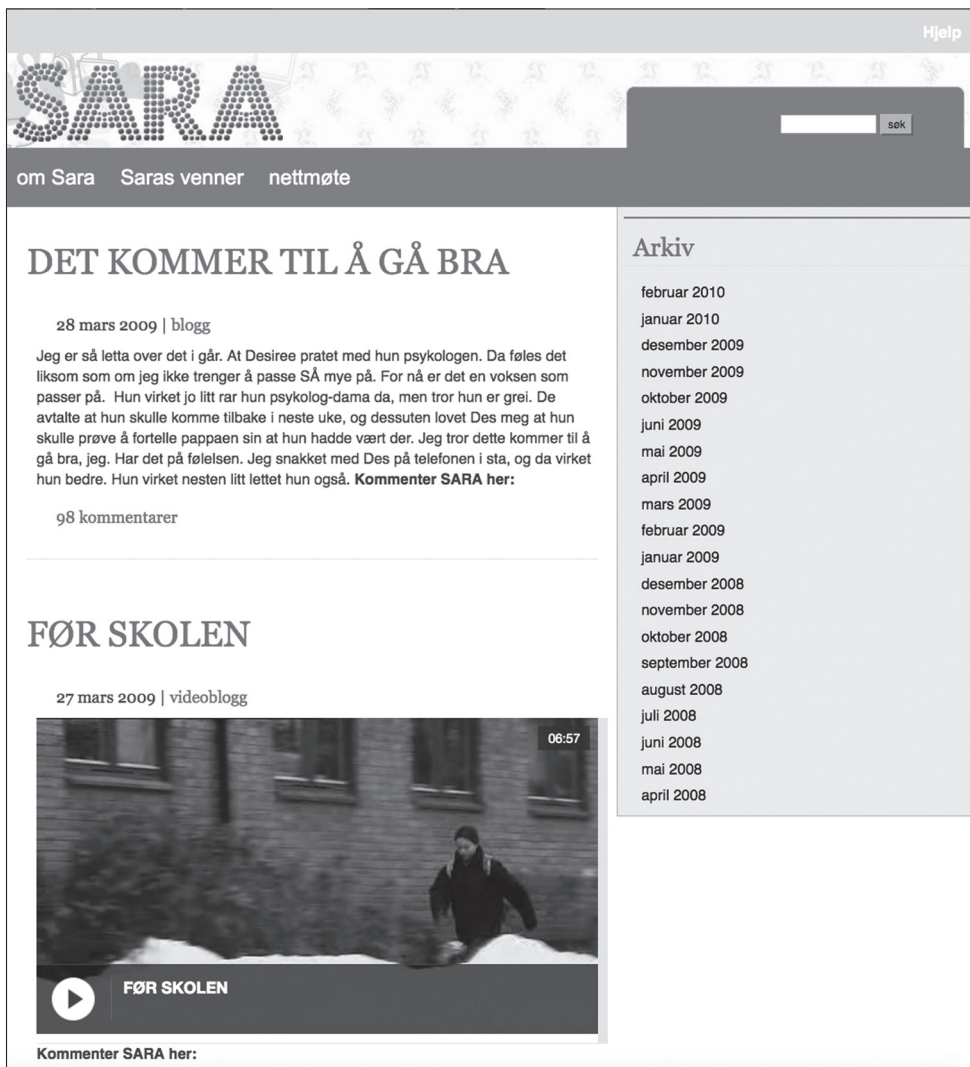 Hjelp
SARA
søk
om Sara Saras venner nettmøte
DET KOMMER TIL Å GÅ BRA
28 mars 2009 | blogg
Jeg er så letta over det i går. At Desiree pratet med hun psykologen. Da føles det
liksom som om jeg ikke trenger å passe SÅ mye på. For nå er det en voksen som
passer på. Hun virket jo litt rar hun psykolog-dama da, men tror hun er grei. De
avtalte at hun skulle komme tilbake i neste uke, og dessuten lovet Des meg at hun
skulle prøve å fortelle pappaen sin at hun hadde vært der. Jeg tror dette kommer til å
gå bra, jeg. Har det på følelsen. Jeg snakket med Des på telefonen i sta, og da virket
hun bedre. Hun virket nesten litt lettet hun også. Kommenter SARA her:
98 kommentarer
FØR SKOLEN
27 mars 2009 | videoblogg
06:57
FØR SKOLEN
Kommenter SARA her:
Arkiv
februar 2010
januar 2010
desember 2009
november 2009
oktober 2009
juni 2009
mai 2009
april 2009
mars 2009
februar 2009
januar 2009
desember 2008
november 2008
oktober 2008
september 2008
august 2008
juli 2008
juni 2008
mai 2008
april 2008